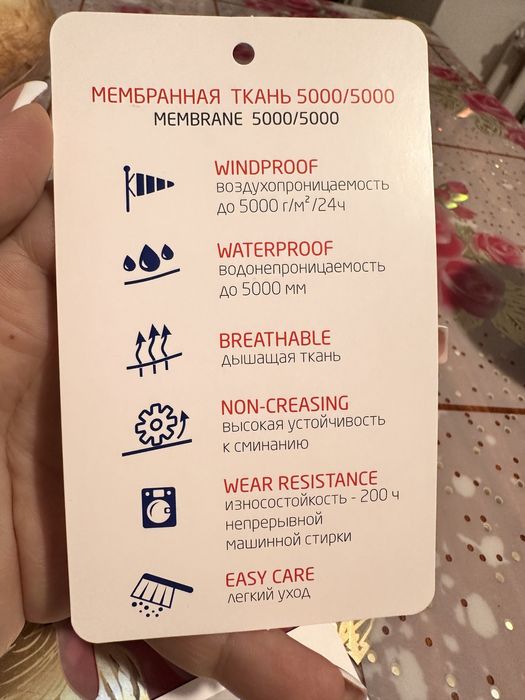 МЕМБРАННАЯ ТКАНЬ 5000/5000
MEMBRANE 5000/5000
WINDPROOF
воздухопроницаемость
до 5000 г/м²/24ч
WATERPROOF
водонепроницаемость
до 5000 мм
BREATHABLE
дышащая ткань
NON-CREASING
высокая устойчивость
к сминанию
WEAR RESISTANCE
износостойкость - 200 ч
непрерывной
машинной стирки
EASY CARE
легкий уход